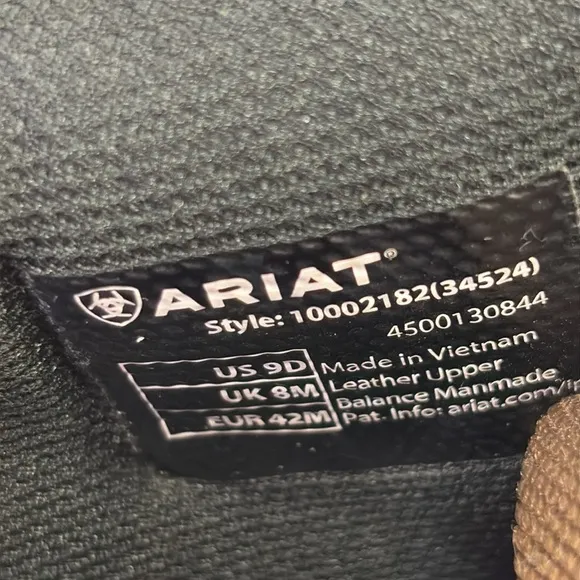 ARIAT®
Style: 10002182(34524)
4500130844
US 9D
UK 8M
EUR 42M
Made in Vietnam
Leather Upper
Balance Manmade
Pat. Info: ariat.com/